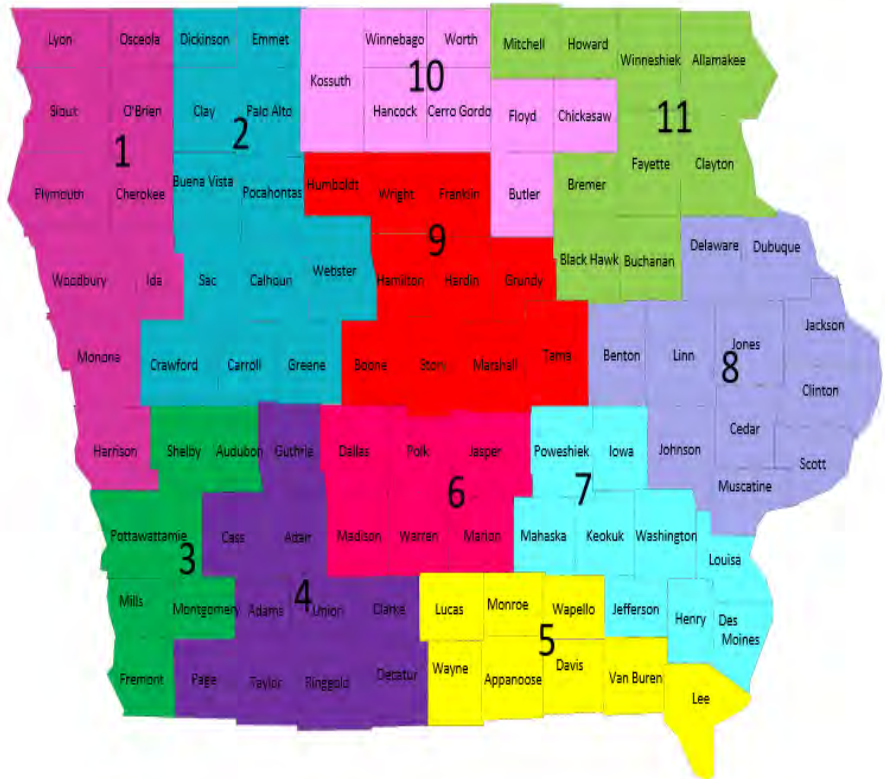 Lyon Osceola Dickinson Emmet Winnebago Worth Mitchell Howard Winneshiek Allamakee
Kossuth 10
Sioux O'Brien Clay Palo Alto Hancock Cerro Gordo Floyd Chickasaw 11
1 2
Plymouth Cherokee Buena Vista Pocahontas Humboldt Wright Franklin Butler Bremer Fayette Clayton
9
Woodbury Ida Sac Calhoun Webster Hamilton Hardin Grundy Black Hawk Buchanan Delaware Dubuque
Monona Crawford Carroll Greene Boone Story Marshall Tama Benton Linn Jones Jackson
8
Clinton
Harrison Shelby Audubon Guthrie Dallas Polk Jasper Poweshiek Iowa Johnson Cedar Scott
6 7
Muscatine
Pottawattamie Cass Adair Madison Warren Marion Mahaska Keokuk Washington Louisa
3
Mills Montgomery Adams 4 Union Clarke Lucas Monroe Wapello Jefferson Henry Des
Moines
5
Fremont Page Taylor Ringgold Decatur Wayne Appanoose Davis Van Buren Lee